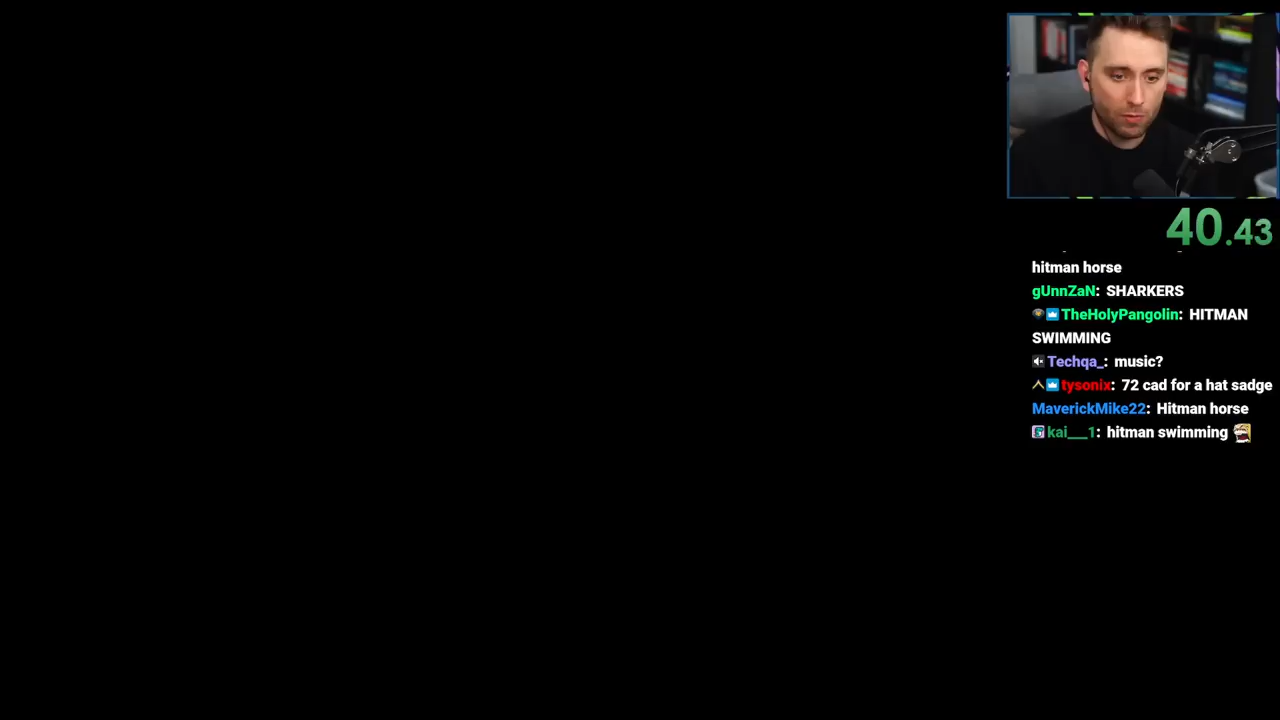 40.43
hitman horse
gUnnZaN: SHARKERS
TheHolyPangolin: HITMAN
SWIMMING
Techqa_: music?
tysonix: 72 cad for a hat sadge
MaverickMike22: Hitman horse
kai___1: hitman swimming